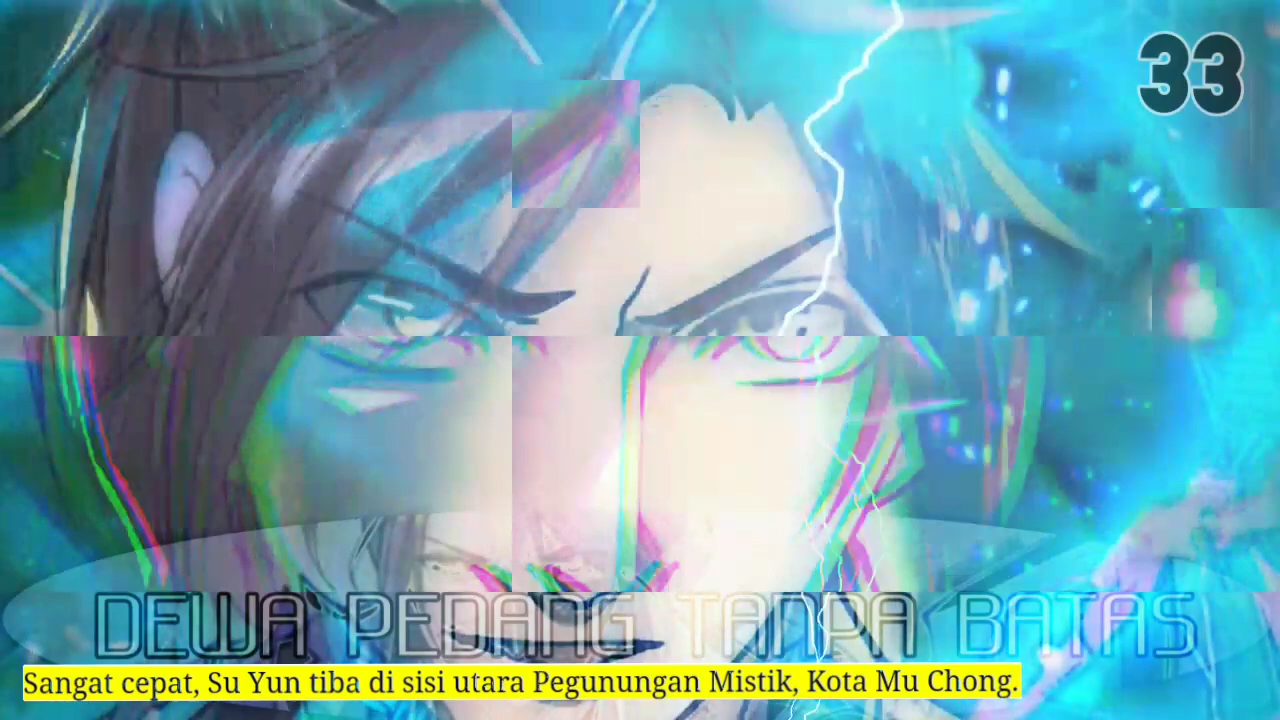 33
DEWA PEDANG TANPA BATAS
Sangat cepat, Su Yun tiba di sisi utara Pegunungan Mistik, Kota Mu Chong.